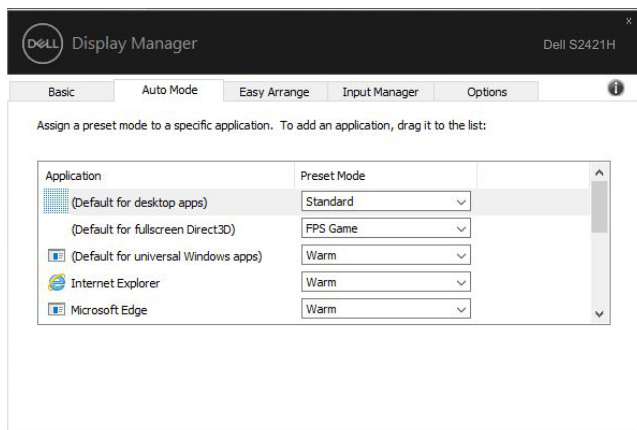 x
DELL Display Manager Dell S2421H
Basic Auto Mode Easy Arrange Input Manager Options i
Assign a preset mode to a specific application. To add an application, drag it to the list:
Application Preset Mode
(Default for desktop apps) Standard
(Default for fullscreen Direct3D) FPS Game
(Default for universal Windows apps) Warm
Internet Explorer Warm
Microsoft Edge Warm